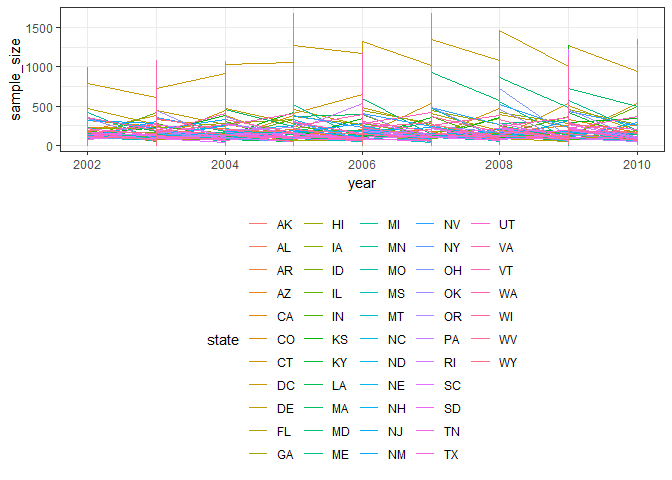 1500
1000
500
0
sample_size
2002 2004 2006 2008 2010
year
AK HI MI NV UT
AL IA MN NY VA
AR ID MO OH VT
AZ IL MS OK WA
CA IN MT OR WI
state CO KS NC PA WV
CT KY ND RI WY
DC LA NE SC
DE MA NH SD
FL MD NJ TN
GA ME NM TX